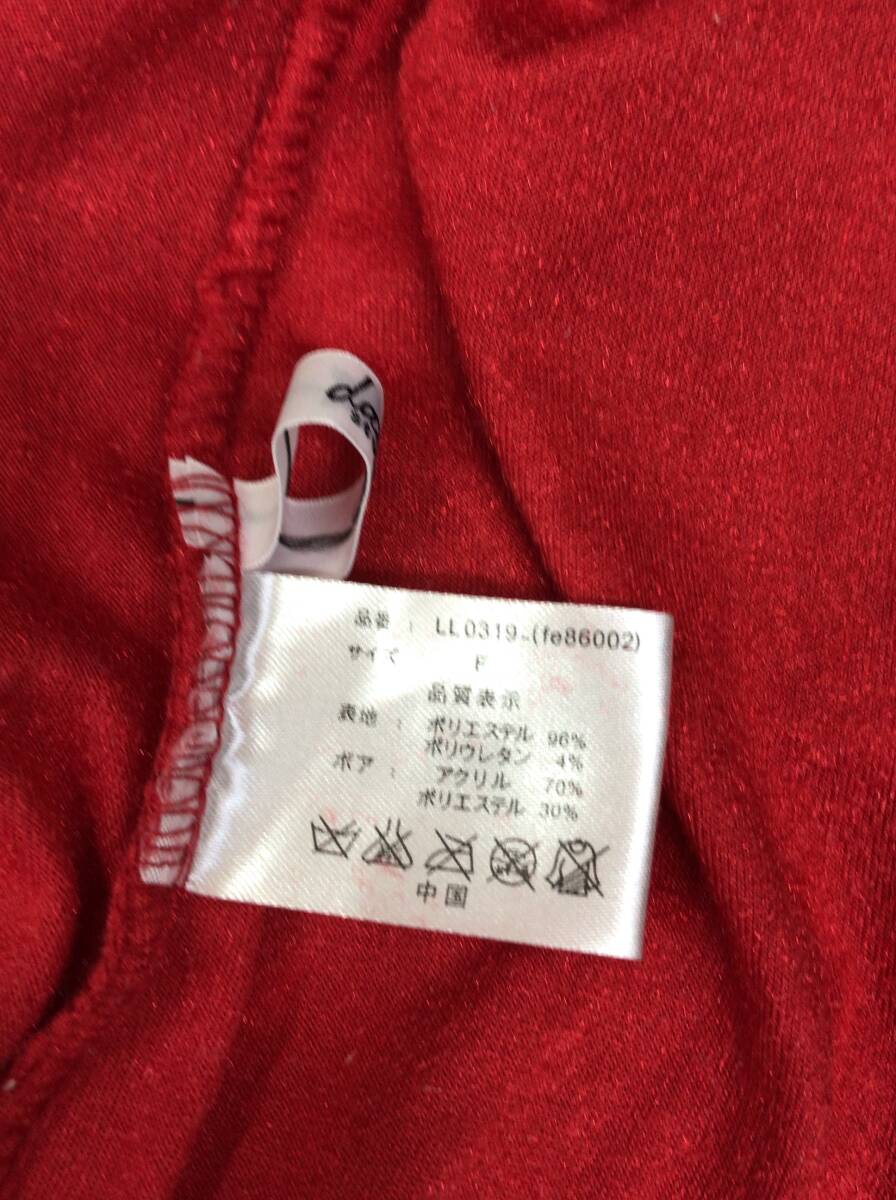 品番 : LL0319-(fe86002)
サイズ F
品質表示
表地 : ポリエステル 96%
ポリウレタン 4%
ボア : アクリル 70%
ポリエステル 30%
中国